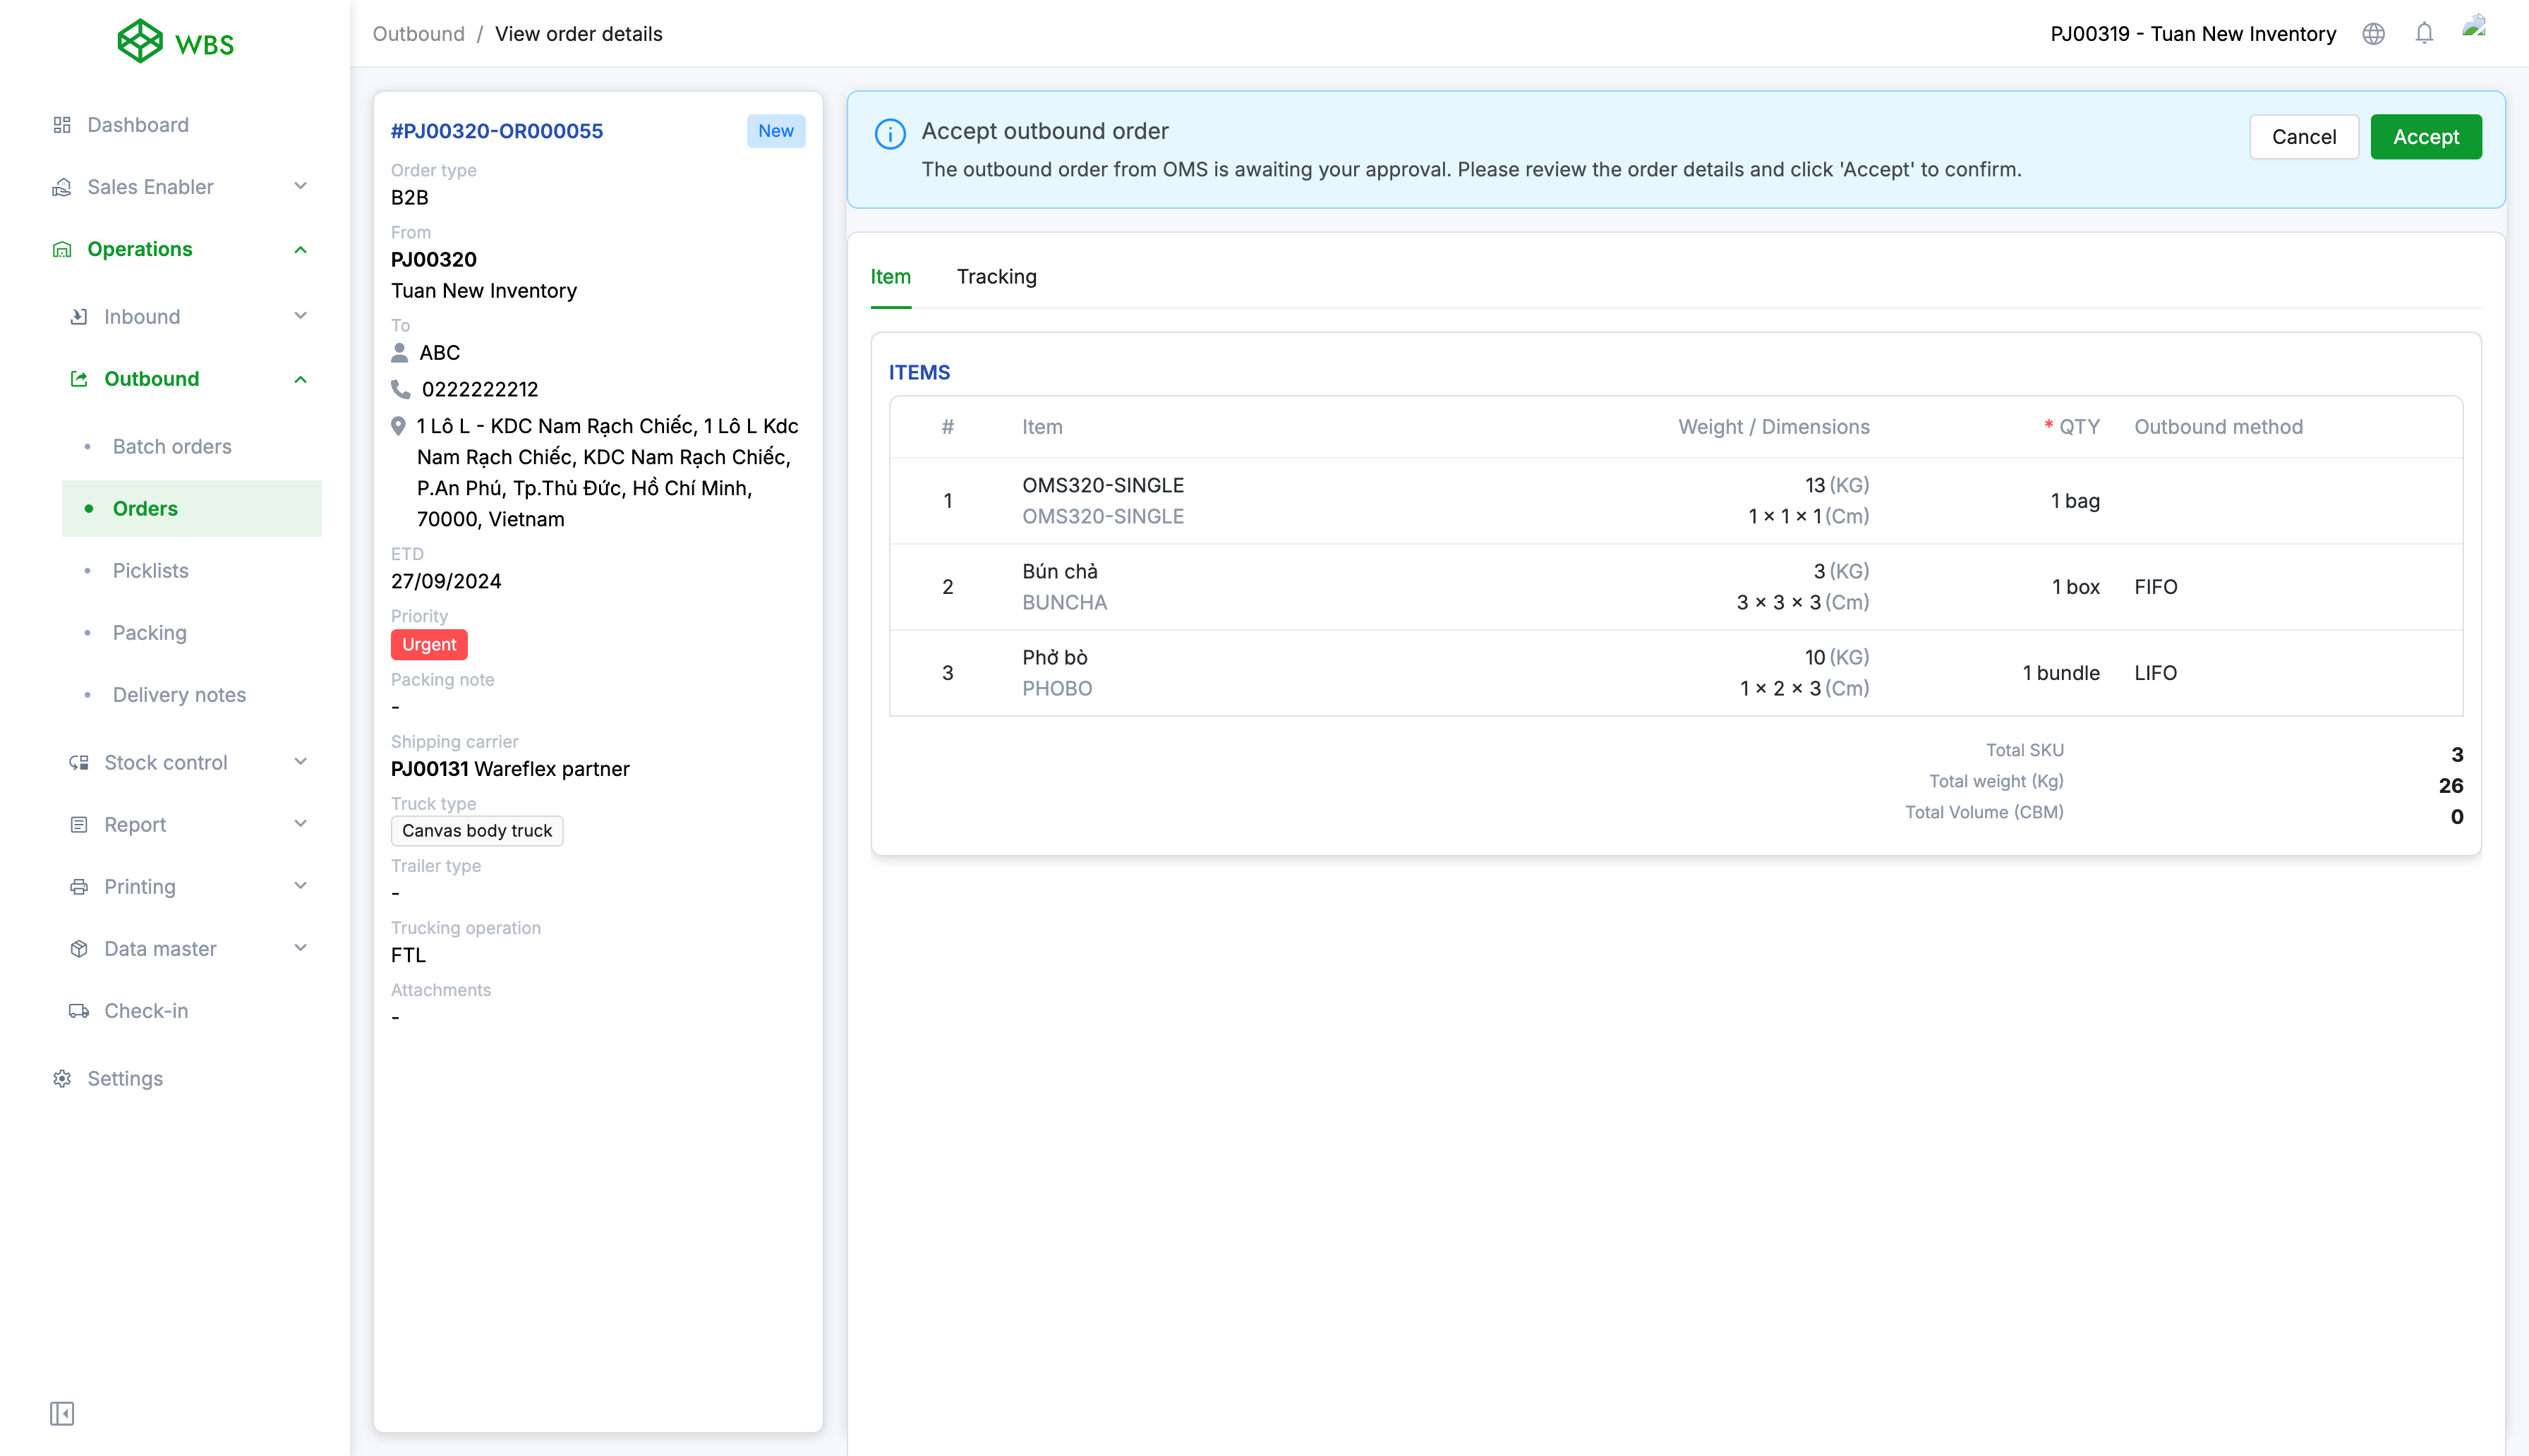 WBS
Dashboard
Sales Enabler
Operations
Inbound
Outbound
Batch orders
Orders
Picklists
Packing
Delivery notes
Stock control
Report
Printing
Data master
Check-in
Settings
Outbound / View order details
PJ00319 - Tuan New Inventory
#PJ00320-OR000055
New
Order type
B2B
From
PJ00320
Tuan New Inventory
To
ABC
0222222212
1 Lô L - KDC Nam Rạch Chiếc, 1 Lô L Kdc
Nam Rạch Chiếc, KDC Nam Rạch Chiếc,
P.An Phú, Tp.Thủ Đức, Hồ Chí Minh,
70000, Vietnam
ETD
27/09/2024
Priority
Urgent
Packing note
-
Shipping carrier
PJ00131 Wareflex partner
Truck type
Canvas body truck
Trailer type
-
Trucking operation
FTL
Attachments
-
Accept outbound order
The outbound order from OMS is awaiting your approval. Please review the order details and click 'Accept' to confirm.
Cancel
Accept
Item
Tracking
ITEMS
# Item Weight / Dimensions * QTY Outbound method
1 OMS320-SINGLE 13 (KG) 1 bag
OMS320-SINGLE 1 × 1 × 1 (Cm)
2 Bún chả 3 (KG) 1 box FIFO
BUNCHA 3 × 3 × 3 (Cm)
3 Phở bò 10 (KG) 1 bundle LIFO
PHOBO 1 × 2 × 3 (Cm)
Total SKU 3
Total weight (Kg) 26
Total Volume (CBM) 0